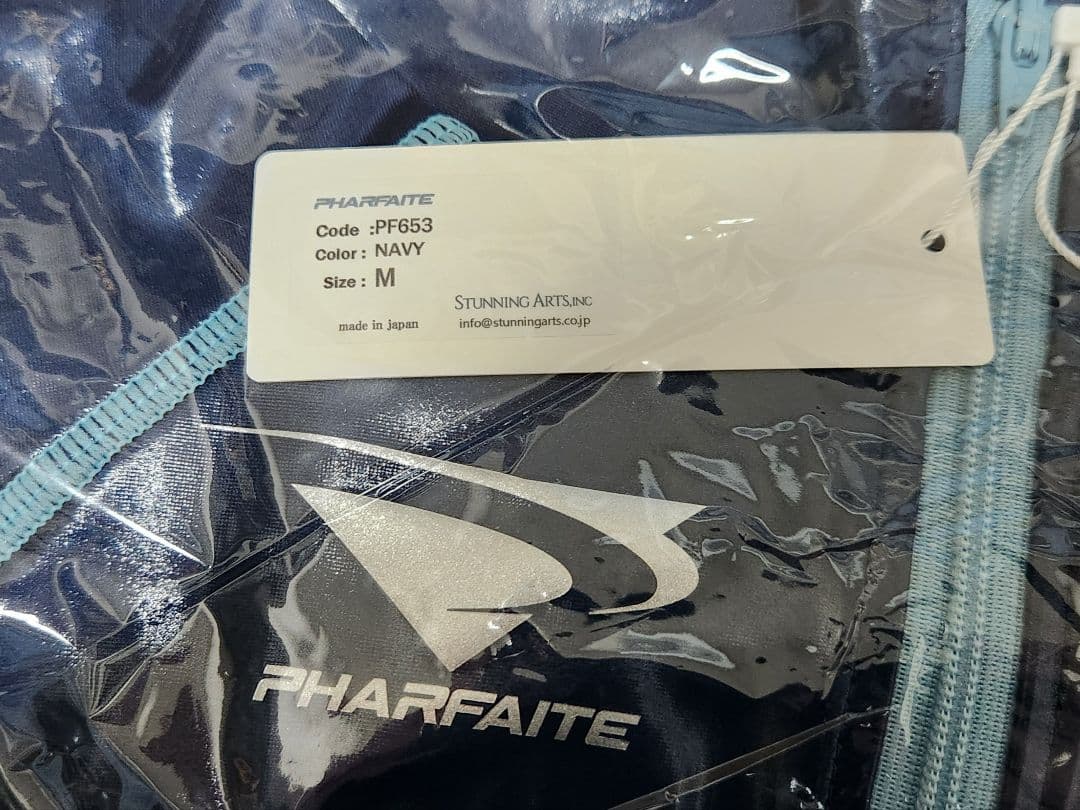 PHARFAITE
Code :PF653
Color : NAVY
Size : M
made in japan
STUNNING ARTS,INC
info@stunningarts.co.jp
PHARFAITE